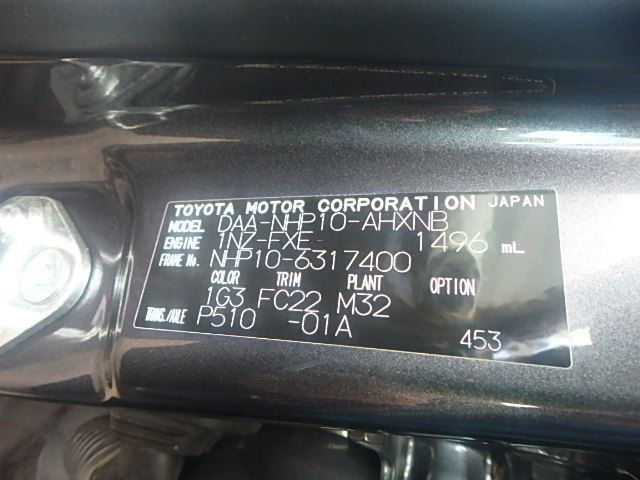 TOYOTA MOTOR CORPORATION JAPAN
MODEL DAA-NHP10-AHXNB
ENGINE 1NZ-FXE 1496 mL
FRAME No. NHP10-6317400
COLOR TRIM PLANT OPTION
1G3 FC22 M32
TRANS./AXLE P510 -01A
453